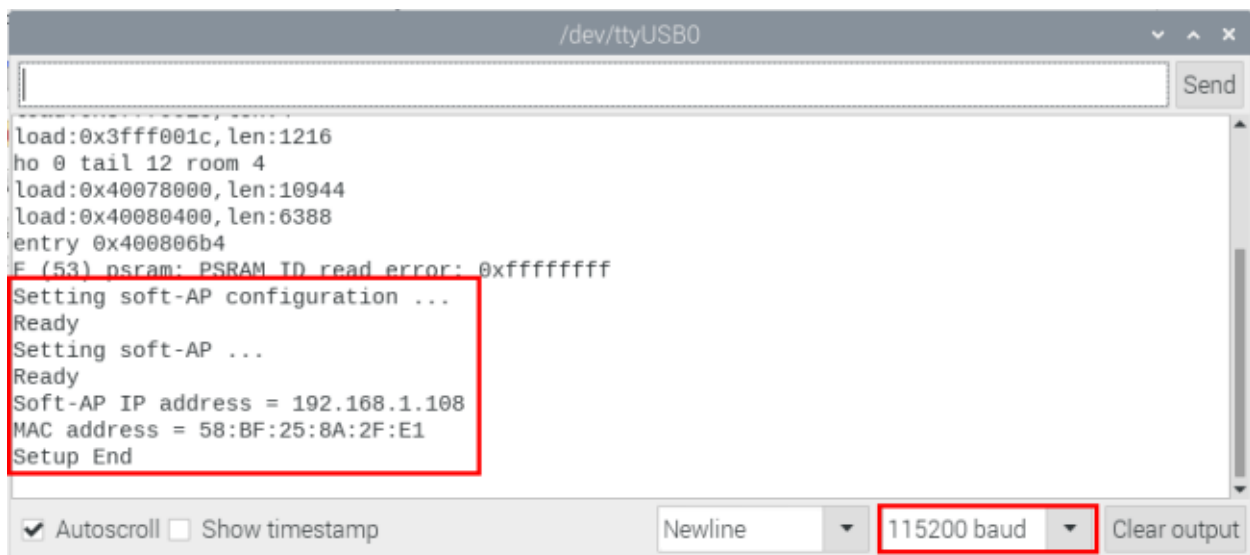 /dev/ttyUSB0
Send
load:0x3fff001c,len:1216
ho 0 tail 12 room 4
load:0x40078000,len:10944
load:0x40080400,len:6388
entry 0x400806b4
E (53) psram: PSRAM ID read error: 0xffffffff
Setting soft-AP configuration ...
Ready
Setting soft-AP ...
Ready
Soft-AP IP address = 192.168.1.108
MAC address = 58:BF:25:8A:2F:E1
Setup End
Autoscroll Show timestamp Newline 115200 baud Clear output